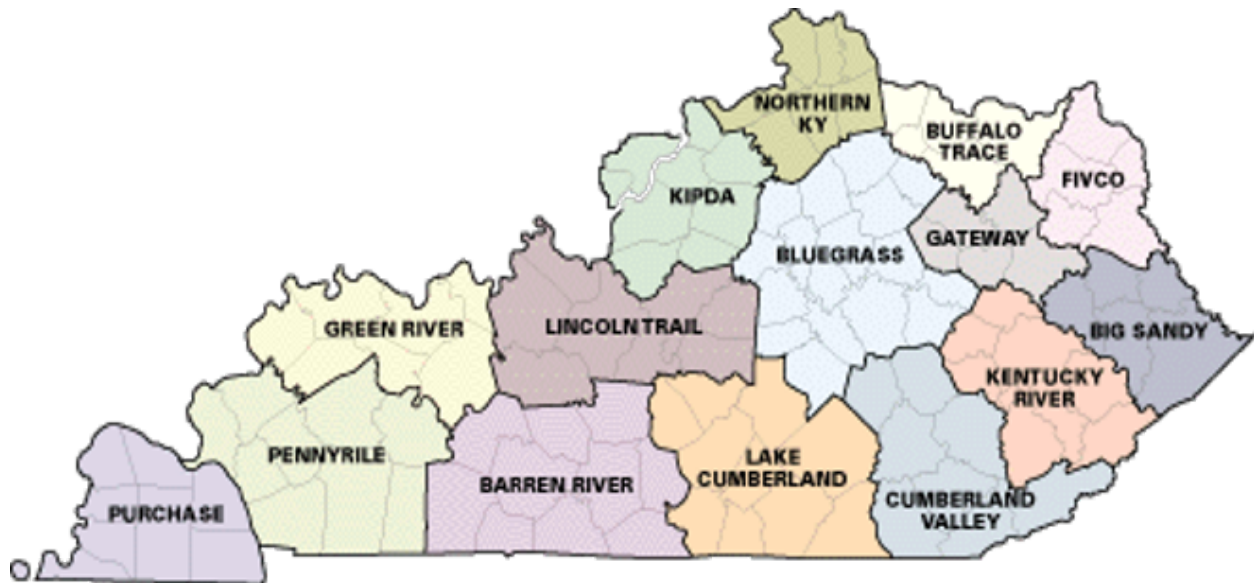 NORTHERN
KY
BUFFALO
TRACE
FIVCO
KIPDA
GATEWAY
BLUEGRASS
GREEN RIVER
LINCOLN TRAIL
BIG SANDY
KENTUCKY
RIVER
PENNYRILE
BARREN RIVER
LAKE
CUMBERLAND
CUMBERLAND
VALLEY
PURCHASE